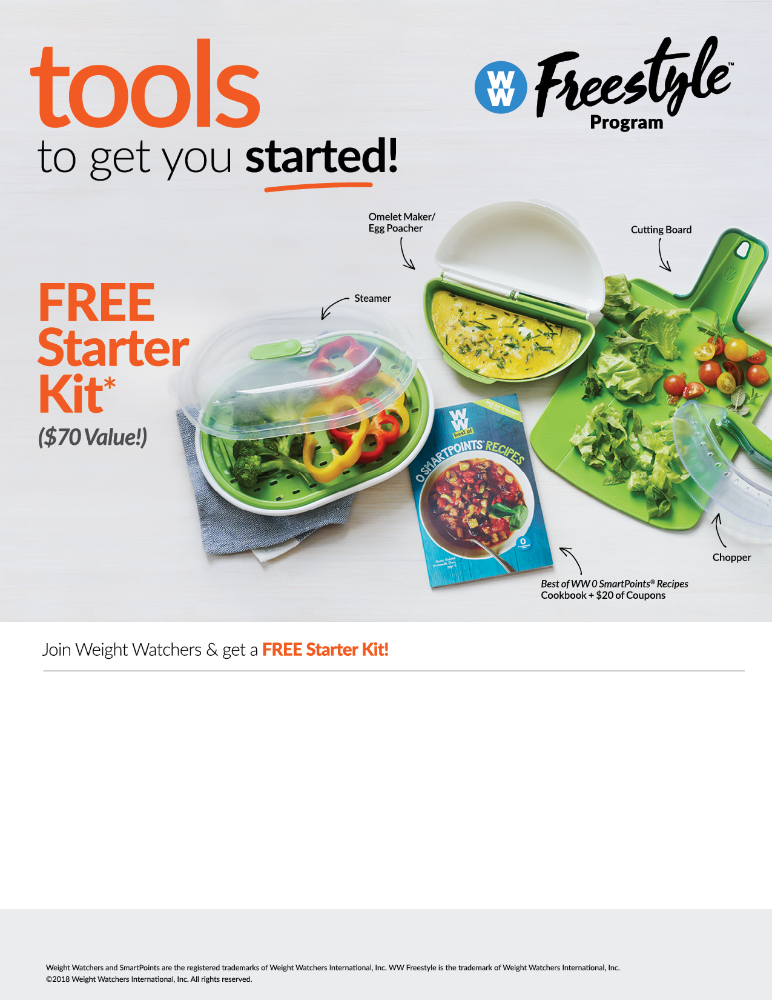 tools
to get you started!
WW Freestyle™
Program
Omelet Maker/
Egg Poacher
Cutting Board
Steamer
FREE
Starter
Kit*
($70 Value!)
WW
best of
0 SMARTPOINTS® RECIPES
0
Chopper
Best of WW 0 SmartPoints® Recipes
Cookbook + $20 of Coupons
Join Weight Watchers & get a FREE Starter Kit!
Weight Watchers and SmartPoints are the registered trademarks of Weight Watchers International, Inc. WW Freestyle is the trademark of Weight Watchers International, Inc.
©2018 Weight Watchers International, Inc. All rights reserved.